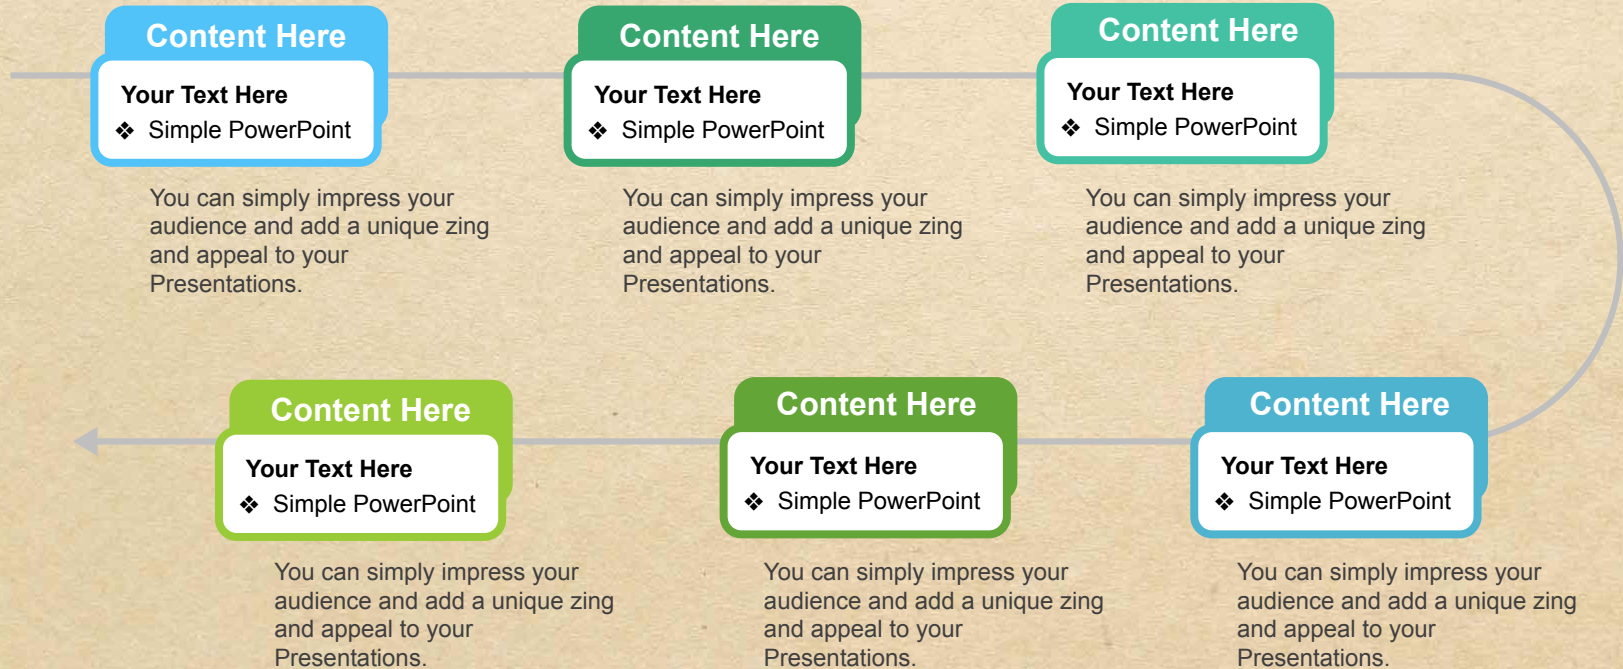 Content Here
Your Text Here
❖ Simple PowerPoint
You can simply impress your
audience and add a unique zing
and appeal to your
Presentations.
Content Here
Your Text Here
❖ Simple PowerPoint
You can simply impress your
audience and add a unique zing
and appeal to your
Presentations.
Content Here
Your Text Here
❖ Simple PowerPoint
You can simply impress your
audience and add a unique zing
and appeal to your
Presentations.
Content Here
Your Text Here
❖ Simple PowerPoint
You can simply impress your
audience and add a unique zing
and appeal to your
Presentations.
Content Here
Your Text Here
❖ Simple PowerPoint
You can simply impress your
audience and add a unique zing
and appeal to your
Presentations.
Content Here
Your Text Here
❖ Simple PowerPoint
You can simply impress your
audience and add a unique zing
and appeal to your
Presentations.